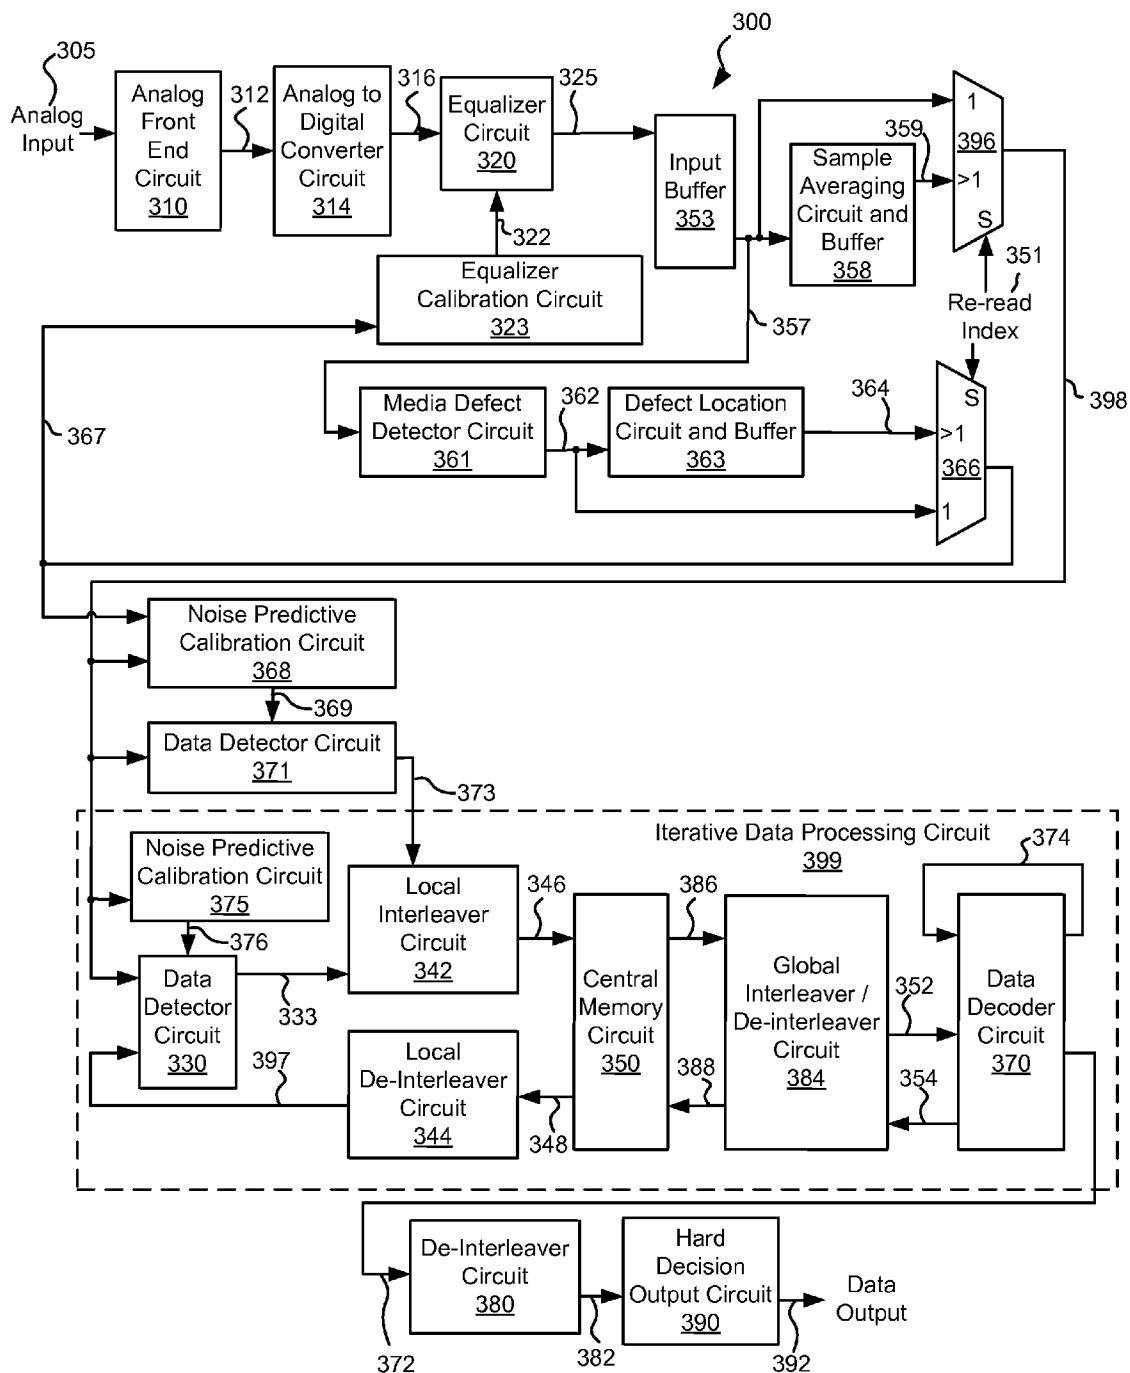 300
305
Analog
Input
Analog
Front
End
Circuit
310
312
Analog to
Digital
Converter
Circuit
314
316
Equalizer
Circuit
320
325
Input
Buffer
353
Sample
Averaging
Circuit and
Buffer
358
359
1
396
>1
S
322
Equalizer
Calibration Circuit
323
357
351
Re-read
Index
367
Media Defect
Detector Circuit
361
362
Defect Location
Circuit and Buffer
363
364
S
>1
366
1
398
Noise Predictive
Calibration Circuit
368
369
Data Detector Circuit
371
373
Iterative Data Processing Circuit
399
374
Noise Predictive
Calibration Circuit
375
376
Data
Detector
Circuit
330
333
Local
Interleaver
Circuit
342
346
Central
Memory
Circuit
350
386
Global
Interleaver /
De-interleaver
Circuit
384
352
Data
Decoder
Circuit
370
397
Local
De-Interleaver
Circuit
344
348
388
354
372
De-Interleaver
Circuit
380
382
Hard
Decision
Output Circuit
390
392
Data
Output